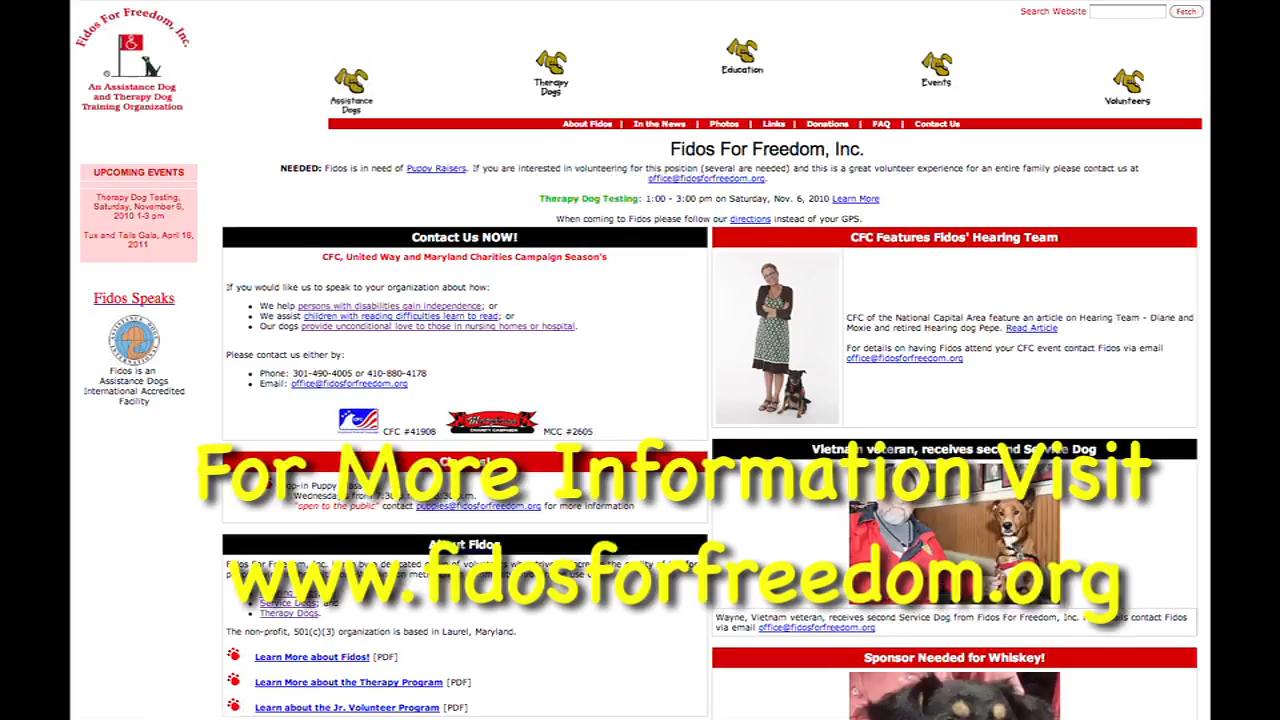 Fidos For Freedom, Inc.
An Assistance Dog
and Therapy Dog
Training Organization
Search Website
Fetch
Assistance
Dogs
Therapy
Dogs
Education
Events
Volunteers
About Fidos | In the News | Photos | Links | Donations | FAQ | Contact Us
Fidos For Freedom, Inc.
NEEDED: Fidos is in need of Puppy Raisers. If you are interested in volunteering for this position (several are needed) and this is a great volunteer experience for an entire family please contact us at
office@fidosforfreedom.org.
Therapy Dog Testing: 1:00 - 3:00 pm on Saturday, Nov. 6, 2010 Learn More
When coming to Fidos please follow our directions instead of your GPS.
UPCOMING EVENTS
Therapy Dog Testing,
Saturday, November 6,
2010 1-3 pm
Tux and Tails Gala, April 16,
2011
Fidos Speaks
Fidos is an
Assistance Dogs
International Accredited
Facility
Contact Us NOW!
CFC, United Way and Maryland Charities Campaign Season's
If you would like us to speak to your organization about how:
We help persons with disabilities gain independence; or
We assist children with reading difficulties learn to read; or
Our dogs provide unconditional love to those in nursing homes or hospital.
Please contact us either by:
Phone: 301-490-4005 or 410-880-4178
Email: office@fidosforfreedom.org
CFC #41908
MCC #2605
CFC Features Fidos' Hearing Team
CFC of the National Capital Area feature an article on Hearing Team - Diane and
Moxie and retired Hearing dog Pepe. Read Article
For details on having Fidos attend your CFC event contact Fidos via email
office@fidosforfreedom.org
Vietnam veteran, receives second Service Dog
For More Information Visit
"open to the public" contact puppies@fidosforfreedom.org for more information
About Fidos
www.fidosforfreedom.org
Service Dogs; and
Therapy Dogs.
The non-profit, 501(c)(3) organization is based in Laurel, Maryland.
Learn More about Fidos! [PDF]
Learn More about the Therapy Program [PDF]
Learn about the Jr. Volunteer Program [PDF]
Wayne, Vietnam veteran, receives second Service Dog from Fidos For Freedom, Inc. contact Fidos
via email office@fidosforfreedom.org
Sponsor Needed for Whiskey!